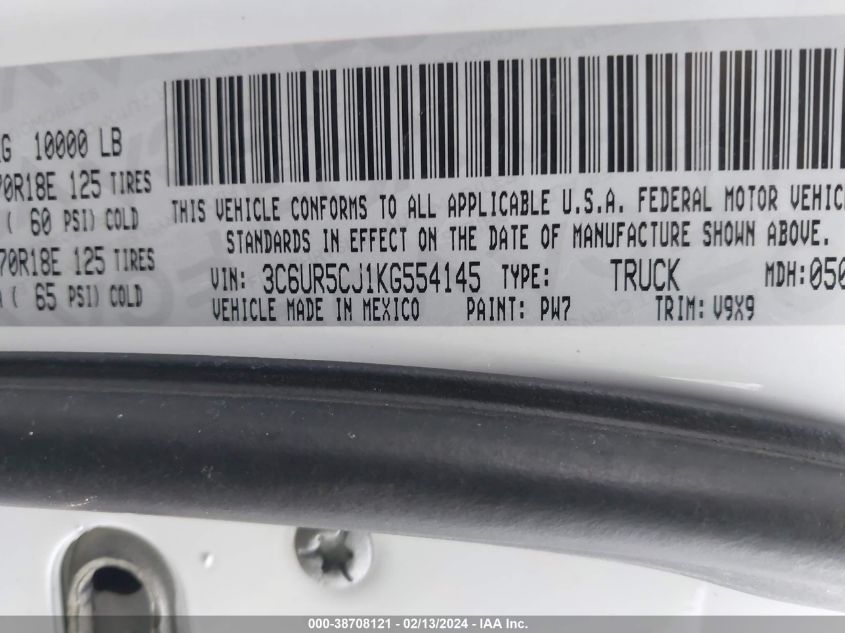 KG 10000 LB
70R18E 125 TIRES
( 60 PSI) COLD
70R18E 125 TIRES
( 65 PSI) COLD
THIS VEHICLE CONFORMS TO ALL APPLICABLE U.S.A. FEDERAL MOTOR VEHIC
STANDARDS IN EFFECT ON THE DATE OF MANUFACTURE SHOWN ABOVE.
VIN: 3C6UR5CJ1KG554145 TYPE: TRUCK MDH:050
VEHICLE MADE IN MEXICO PAINT: PW7 TRIM: V9X9
000-38708121 - 02/13/2024 - IAA Inc.